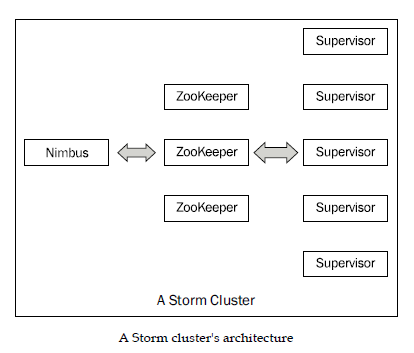 Supervisor
ZooKeeper
Supervisor
Nimbus
ZooKeeper
Supervisor
ZooKeeper
Supervisor
Supervisor
A Storm Cluster
A Storm cluster's architecture